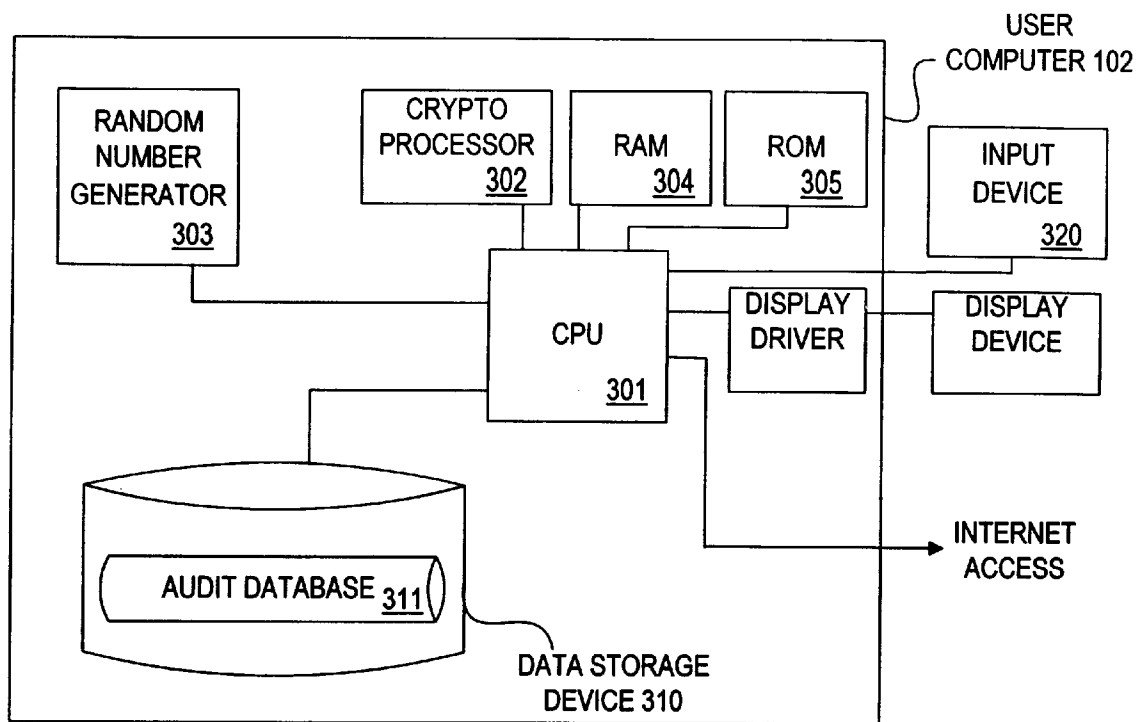 USER
COMPUTER 102
RANDOM
NUMBER
GENERATOR
303
CRYPTO
PROCESSOR
302
RAM
304
ROM
305
INPUT
DEVICE
320
CPU
301
DISPLAY
DRIVER
DISPLAY
DEVICE
INTERNET
ACCESS
AUDIT DATABASE 311
DATA STORAGE
DEVICE 310